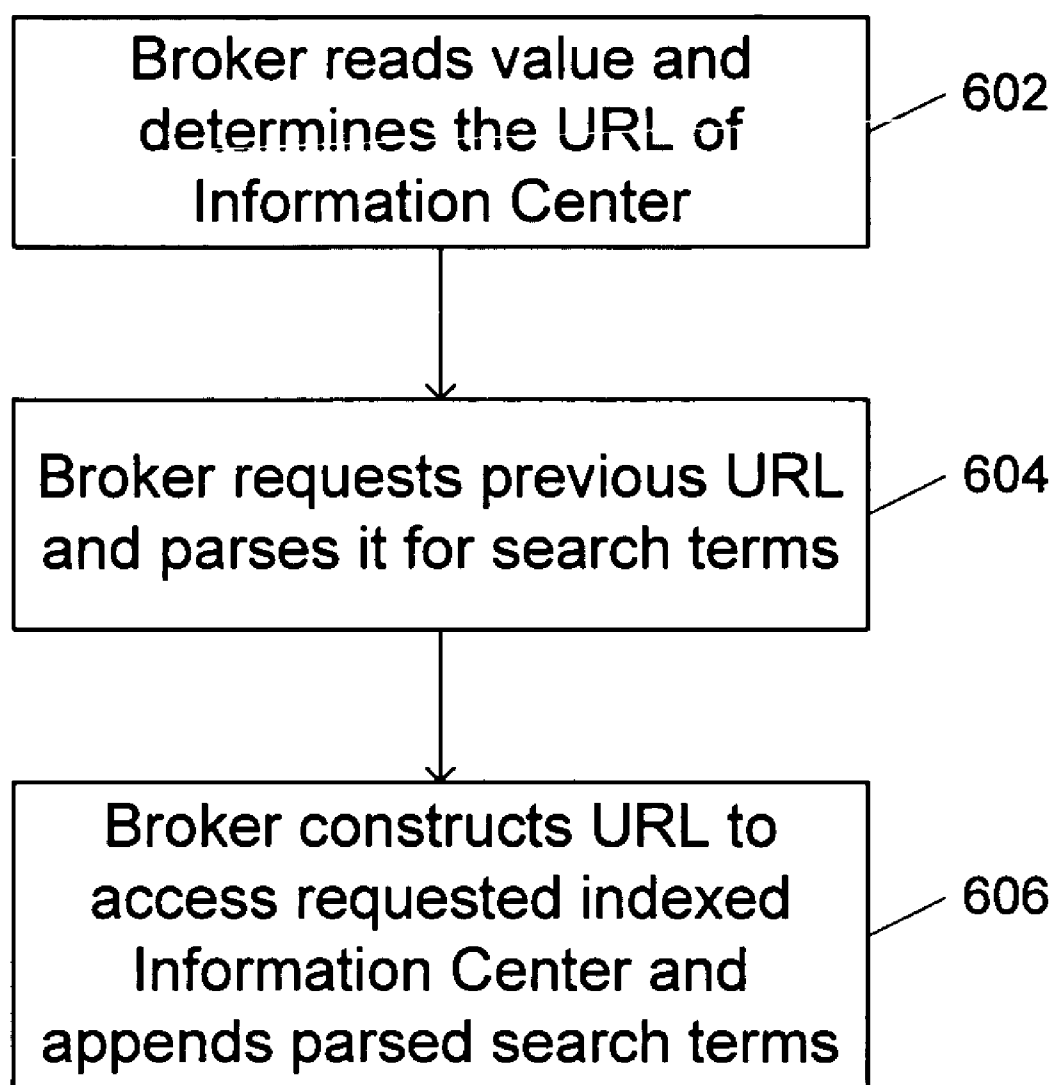 Broker reads value and
determines the URL of
Information Center
602
Broker requests previous URL
and parses it for search terms
604
Broker constructs URL to
access requested indexed
Information Center and
appends parsed search terms
606